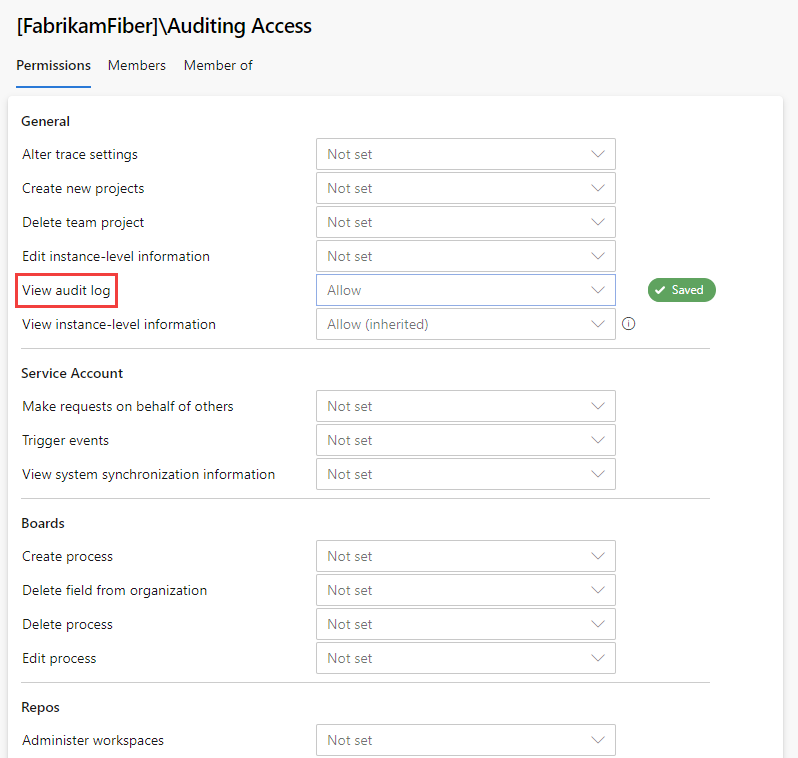 [FabrikamFiber]\Auditing Access
Permissions Members Member of
General
Alter trace settings Not set
Create new projects Not set
Delete team project Not set
Edit instance-level information Not set
View audit log Allow Saved
View instance-level information Allow (inherited)
Service Account
Make requests on behalf of others Not set
Trigger events Not set
View system synchronization information Not set
Boards
Create process Not set
Delete field from organization Not set
Delete process Not set
Edit process Not set
Repos
Administer workspaces Not set